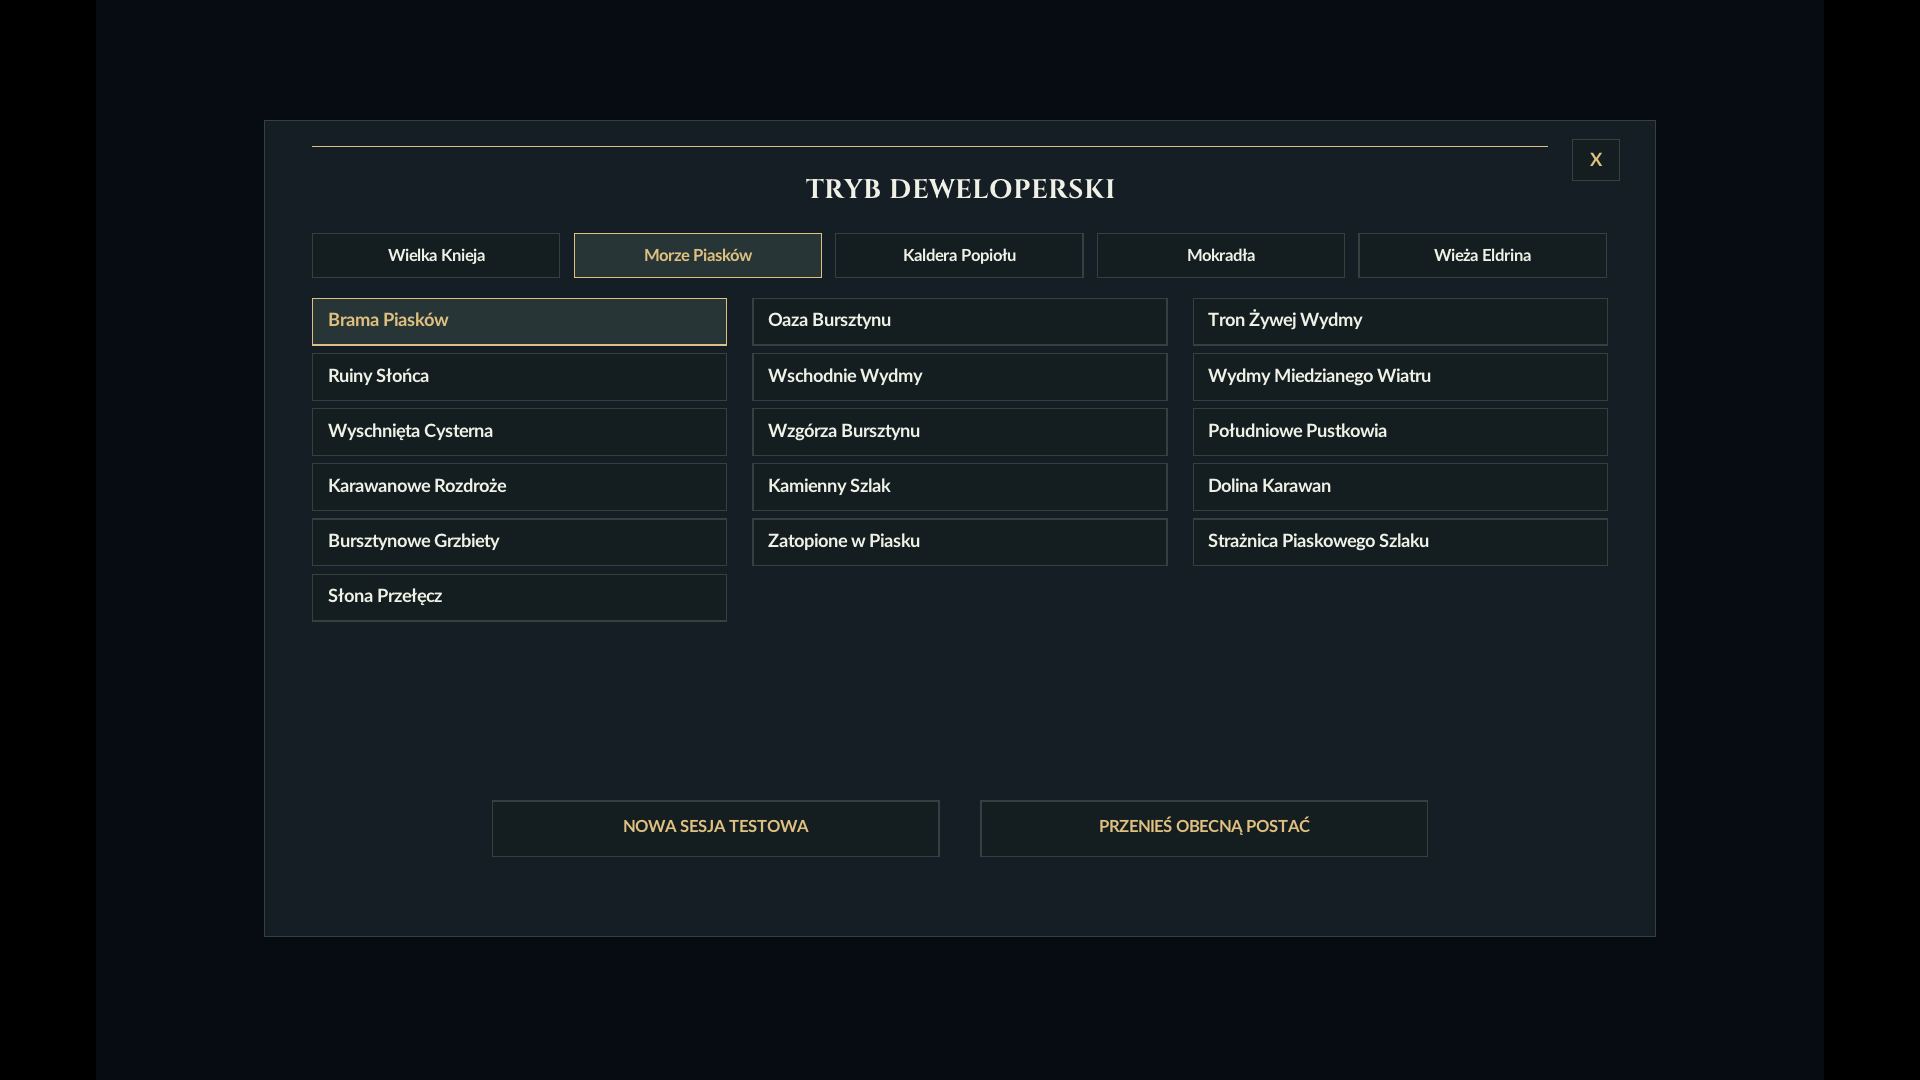 X
TRYB DEWELOPERSKI
Wielka Knieja
Morze Piasków
Kaldera Popiołu
Mokradła
Wieża Eldrina
Brama Piasków
Oaza Bursztynu
Tron Żywej Wydmy
Ruiny Słońca
Wschodnie Wydmy
Wydmy Miedzianego Wiatru
Wyschnięta Cysterna
Wzgórza Bursztynu
Południowe Pustkowia
Karawanowe Rozdroże
Kamienny Szlak
Dolina Karawan
Bursztynowe Grzbiety
Zatopione w Piasku
Strażnica Piaskowego Szlaku
Słona Przełęcz
NOWA SESJA TESTOWA
PRZENIEŚ OBECNĄ POSTAĆ